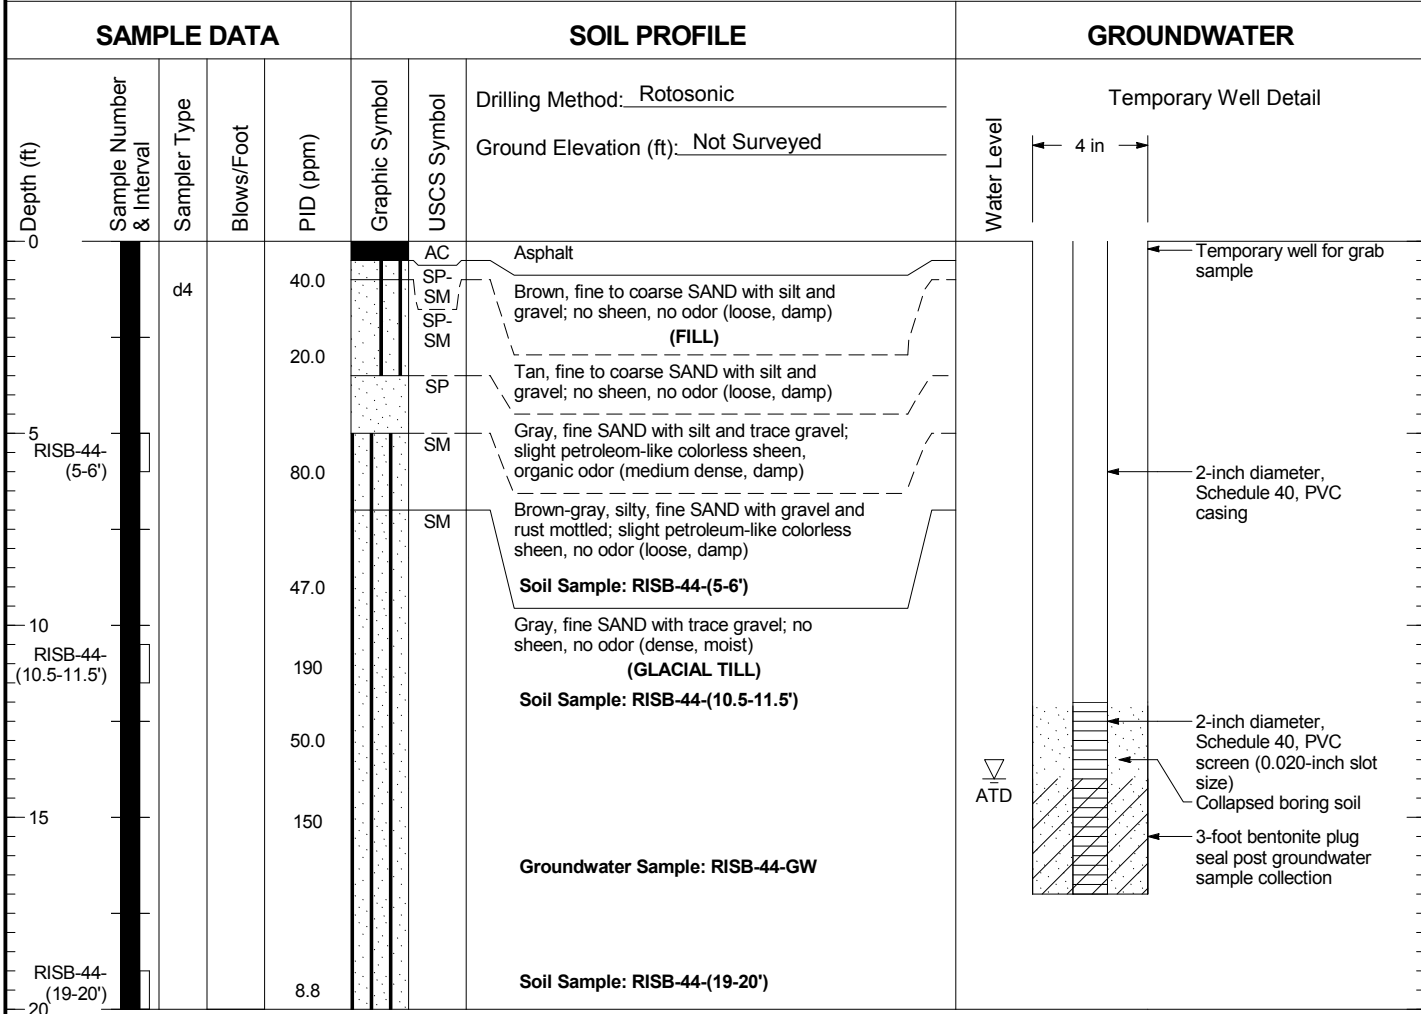 SAMPLE DATA
SOIL PROFILE
GROUNDWATER
Depth (ft)
Sample Number
& Interval
Sampler Type
Blows/Foot
PID (ppm)
Graphic Symbol
USCS Symbol
Drilling Method: Rotosonic
Ground Elevation (ft): Not Surveyed
Water Level
Temporary Well Detail
4 in
0
5
10
15
20
RISB-44-
(5-6')
RISB-44-
(10.5-11.5')
RISB-44-
(19-20')
d4
40.0
20.0
80.0
47.0
190
50.0
150
8.8
AC
SP-
SM
SP-
SM
SP
SM
SM
Asphalt
Brown, fine to coarse SAND with silt and
gravel; no sheen, no odor (loose, damp)
(FILL)
Tan, fine to coarse SAND with silt and
gravel; no sheen, no odor (loose, damp)
Gray, fine SAND with silt and trace gravel;
slight petroleom-like colorless sheen,
organic odor (medium dense, damp)
Brown-gray, silty, fine SAND with gravel and
rust mottled; slight petroleum-like colorless
sheen, no odor (loose, damp)
Soil Sample: RISB-44-(5-6')
Gray, fine SAND with trace gravel; no
sheen, no odor (dense, moist)
(GLACIAL TILL)
Soil Sample: RISB-44-(10.5-11.5')
Groundwater Sample: RISB-44-GW
Soil Sample: RISB-44-(19-20')
ATD
Temporary well for grab
sample
2-inch diameter,
Schedule 40, PVC
casing
2-inch diameter,
Schedule 40, PVC
screen (0.020-inch slot
size)
Collapsed boring soil
3-foot bentonite plug
seal post groundwater
sample collection